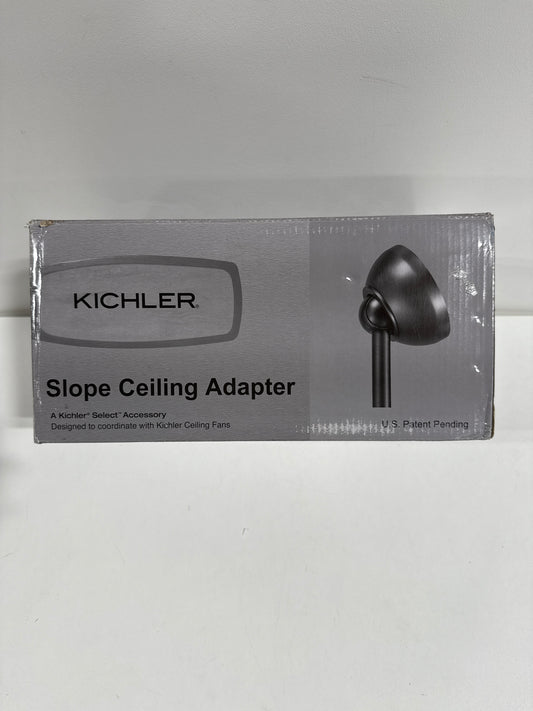 KICHLER®
Slope Ceiling Adapter
A Kichler® Select™ Accessory
Designed to coordinate with Kichler Ceiling Fans
U.S. Patent Pending